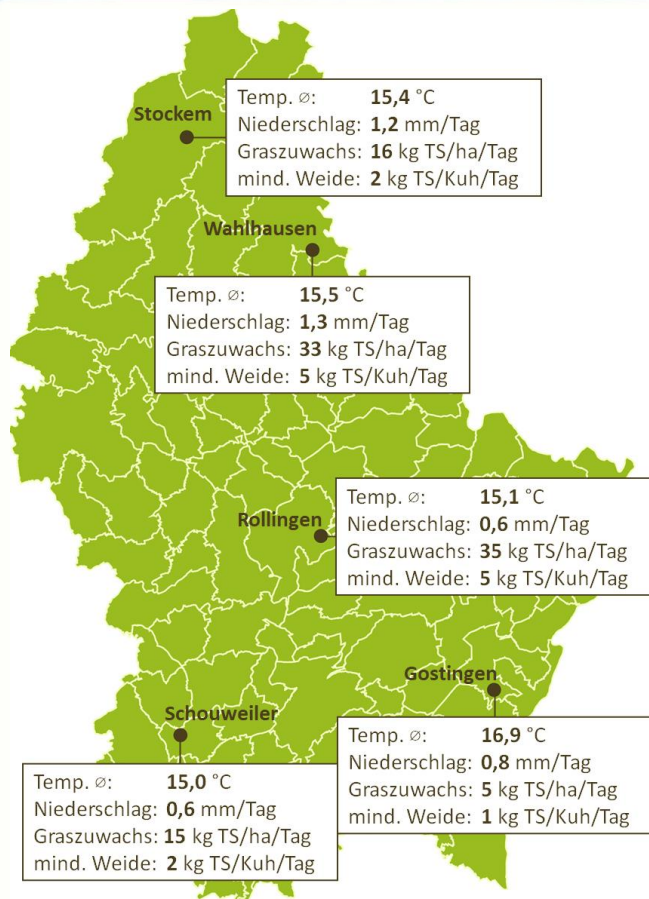 Stockem
Temp. ⌀: 15,4 °C
Niederschlag: 1,2 mm/Tag
Graszuwachs: 16 kg TS/ha/Tag
mind. Weide: 2 kg TS/Kuh/Tag
Wahlhausen
Temp. ⌀: 15,5 °C
Niederschlag: 1,3 mm/Tag
Graszuwachs: 33 kg TS/ha/Tag
mind. Weide: 5 kg TS/Kuh/Tag
Rollingen
Temp. ⌀: 15,1 °C
Niederschlag: 0,6 mm/Tag
Graszuwachs: 35 kg TS/ha/Tag
mind. Weide: 5 kg TS/Kuh/Tag
Gostingen
Temp. ⌀: 16,9 °C
Niederschlag: 0,8 mm/Tag
Graszuwachs: 5 kg TS/ha/Tag
mind. Weide: 1 kg TS/Kuh/Tag
Schouweiler
Temp. ⌀: 15,0 °C
Niederschlag: 0,6 mm/Tag
Graszuwachs: 15 kg TS/ha/Tag
mind. Weide: 2 kg TS/Kuh/Tag